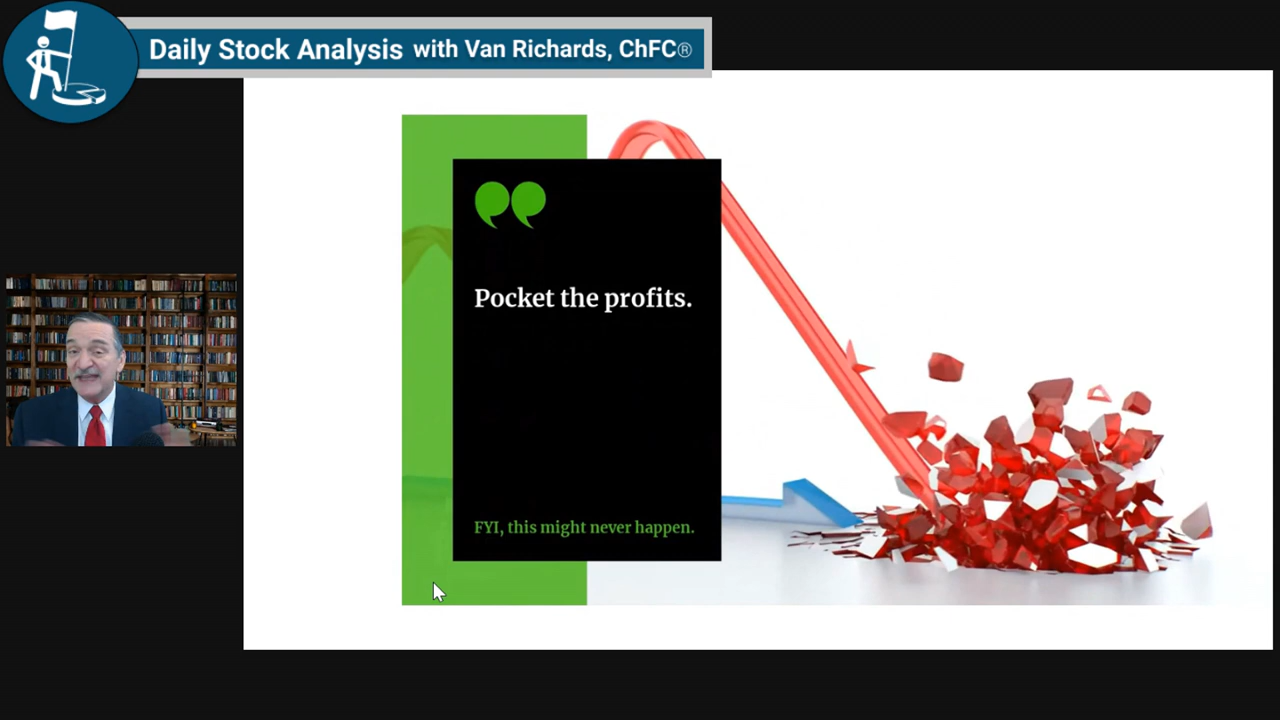 Daily Stock Analysis with Van Richards, ChFC®
Pocket the profits.
FYI, this might never happen.